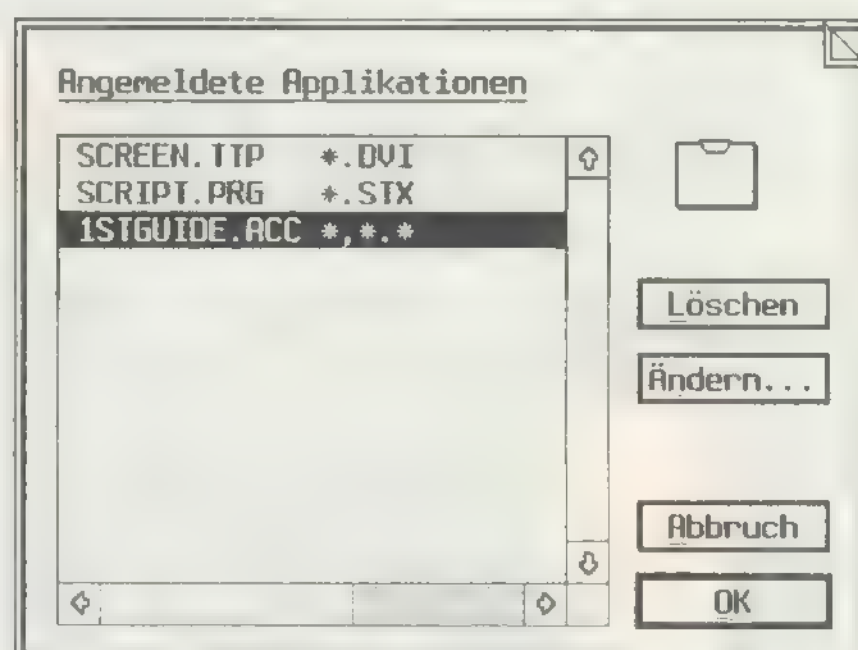 Angemeldete Applikationen
SCREEN.TTP *.DVI
SCRIPT.PRG *.STX
1STGUIDE.ACC *,*.*
Löschen
Ändern...
Abbruch
OK